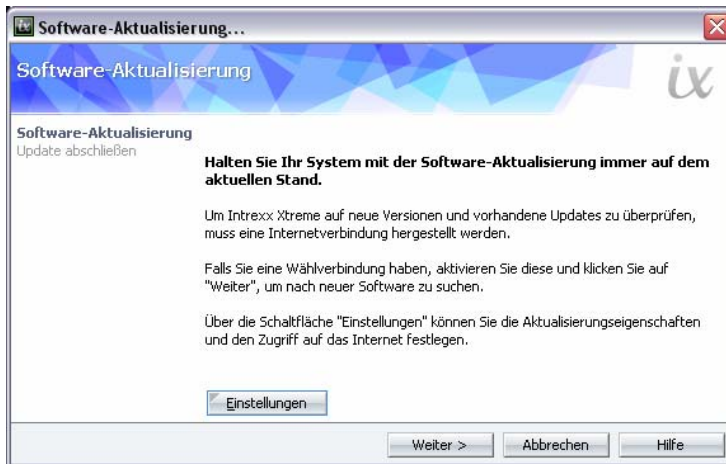 ix Software-Aktualisierung...
Software-Aktualisierung
ix
Software-Aktualisierung
Update abschließen
Halten Sie Ihr System mit der Software-Aktualisierung immer auf dem
aktuellen Stand.
Um Intrexx Xtreme auf neue Versionen und vorhandene Updates zu überprüfen,
muss eine Internetverbindung hergestellt werden.
Falls Sie eine Wählverbindung haben, aktivieren Sie diese und klicken Sie auf
"Weiter", um nach neuer Software zu suchen.
Über die Schaltfläche "Einstellungen" können Sie die Aktualisierungseigenschaften
und den Zugriff auf das Internet festlegen.
Einstellungen
Weiter >
Abbrechen
Hilfe